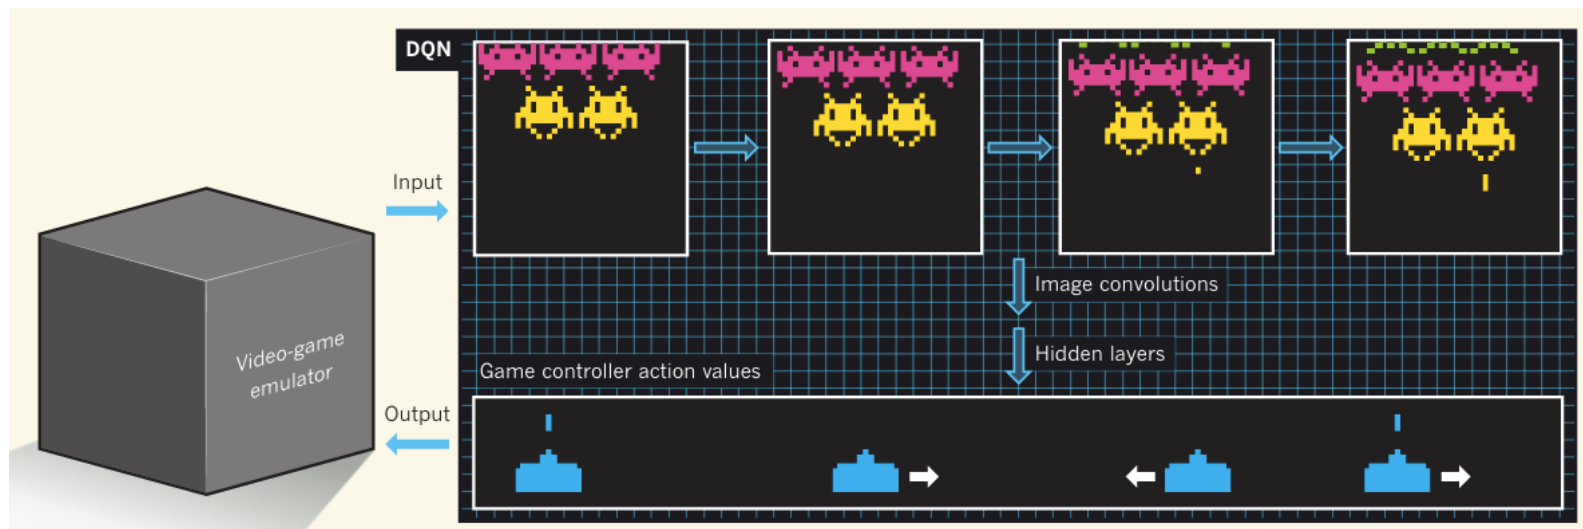 DQN
Input
Image convolutions
Hidden layers
Video-game
emulator
Game controller action values
Output